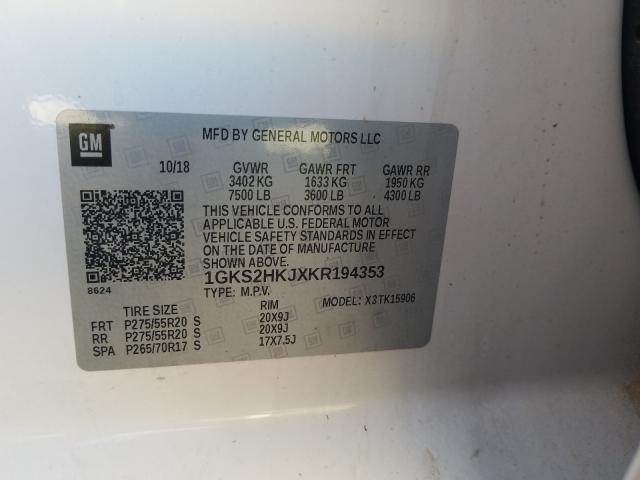 GM
MFD BY GENERAL MOTORS LLC
10/18 GVWR GAWR FRT GAWR RR
3402 KG 1633 KG 1950 KG
7500 LB 3600 LB 4300 LB
THIS VEHICLE CONFORMS TO ALL
APPLICABLE U.S. FEDERAL MOTOR
VEHICLE SAFETY STANDARDS IN EFFECT
ON THE DATE OF MANUFACTURE
SHOWN ABOVE.
1GKS2HKJXKR194353
8624
TYPE: M.P.V. MODEL: X3TK15906
TIRE SIZE RIM
FRT P275/55R20 S 20X9J
RR P275/55R20 S 20X9J
SPA P265/70R17 S 17X7.5J